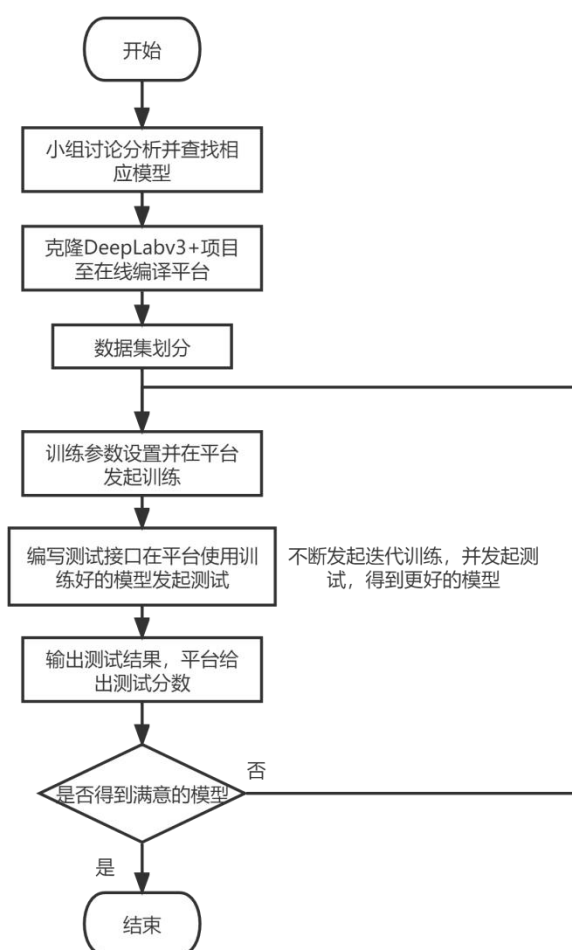 开始
小组讨论分析并查找相
应模型
克隆DeepLabv3+项目
至在线编译平台
数据集划分
训练参数设置并在平台
发起训练
编写测试接口在平台使用训
练好的模型发起测试
不断发起迭代训练，并发起测
试，得到更好的模型
输出测试结果，平台给
出测试分数
是否得到满意的模型
否
是
结束